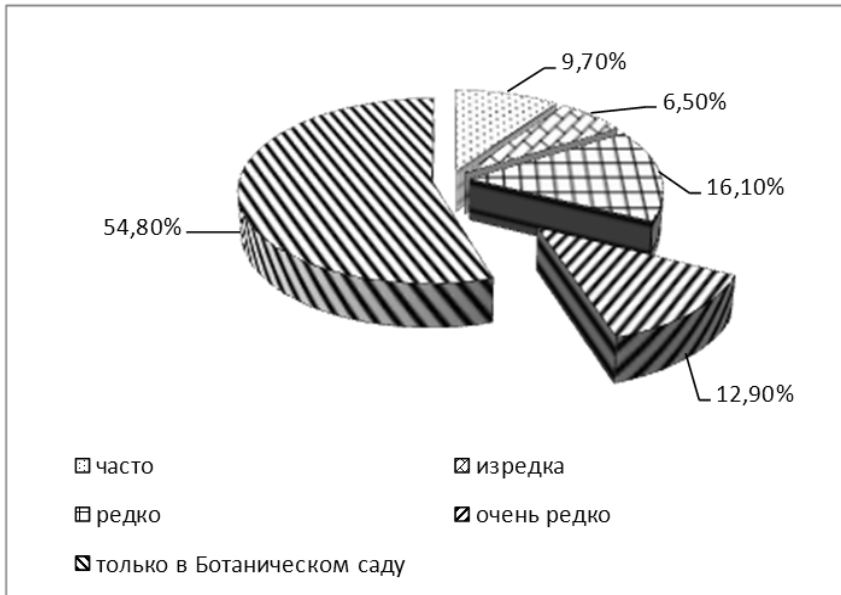 9,70%
6,50%
16,10%
54,80%
12,90%
часто
изредка
редко
очень редко
только в Ботаническом саду